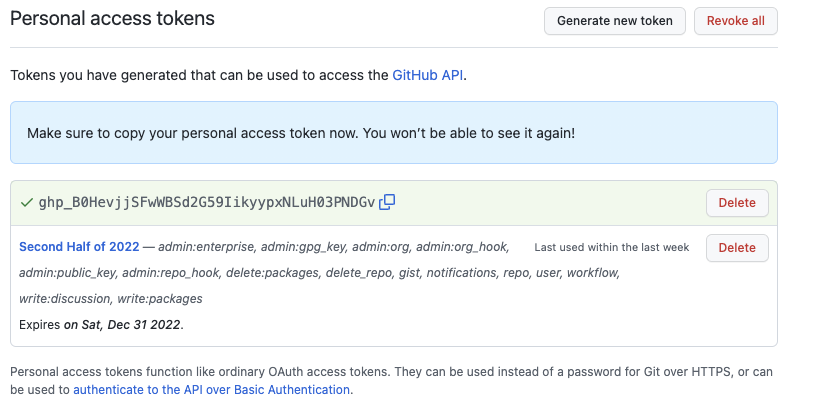 Personal access tokens
Generate new token
Revoke all
Tokens you have generated that can be used to access the GitHub API.
Make sure to copy your personal access token now. You won’t be able to see it again!
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
Delete
Second Half of 2022 — admin:enterprise, admin:gpg_key, admin:org, admin:org_hook,
Last used within the last week
Delete
admin:public_key, admin:repo_hook, delete:packages, delete_repo, gist, notifications, repo, user, workflow,
write:discussion, write:packages
Expires on Sat, Dec 31 2022.
Personal access tokens function like ordinary OAuth access tokens. They can be used instead of a password for Git over HTTPS, or can
be used to authenticate to the API over Basic Authentication.